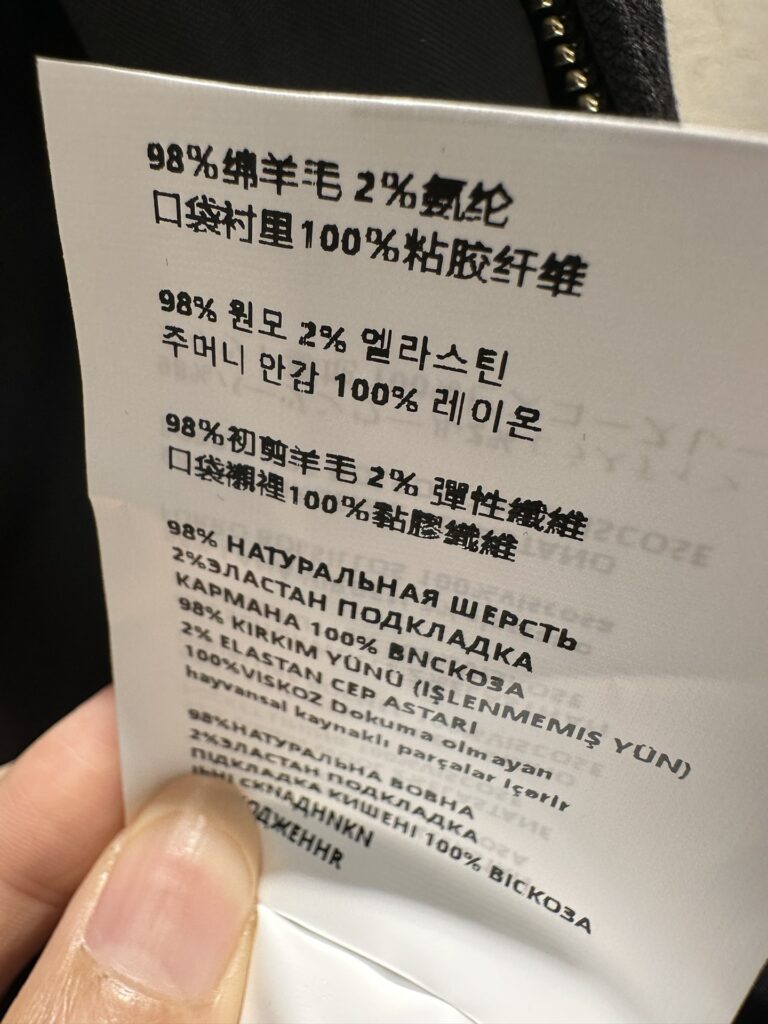 98%绵羊毛 2%氨纶
口袋衬里100%粘胶纤维
98% 원모 2% 엘라스틴
주머니 안감 100% 레이온
98%初剪羊毛 2% 彈性纖維
口袋襯裡100%黏膠纖維
98% НАТУРАЛЬНАЯ ШЕРСТЬ
2%ЭЛАСТАН ПОДКЛАДКА
КАРМАНА 100% ВNСКОЗА
98% KIRKIM YÜNÜ (IŞLENMEMIŞ YÜN)
2% ELASTAN CEP ASTARI
100%VISKOZ Dokuma olmayan
hayvansal kaynaklı parçalar içerir
98%НАТУРАЛЬНА ВОВНА
2%ЭЛАСТАН ПОДКЛАДКА
ПІДКЛАДКА КИШЕНІ 100% ВІСКОЗА
СКNАДНNКN